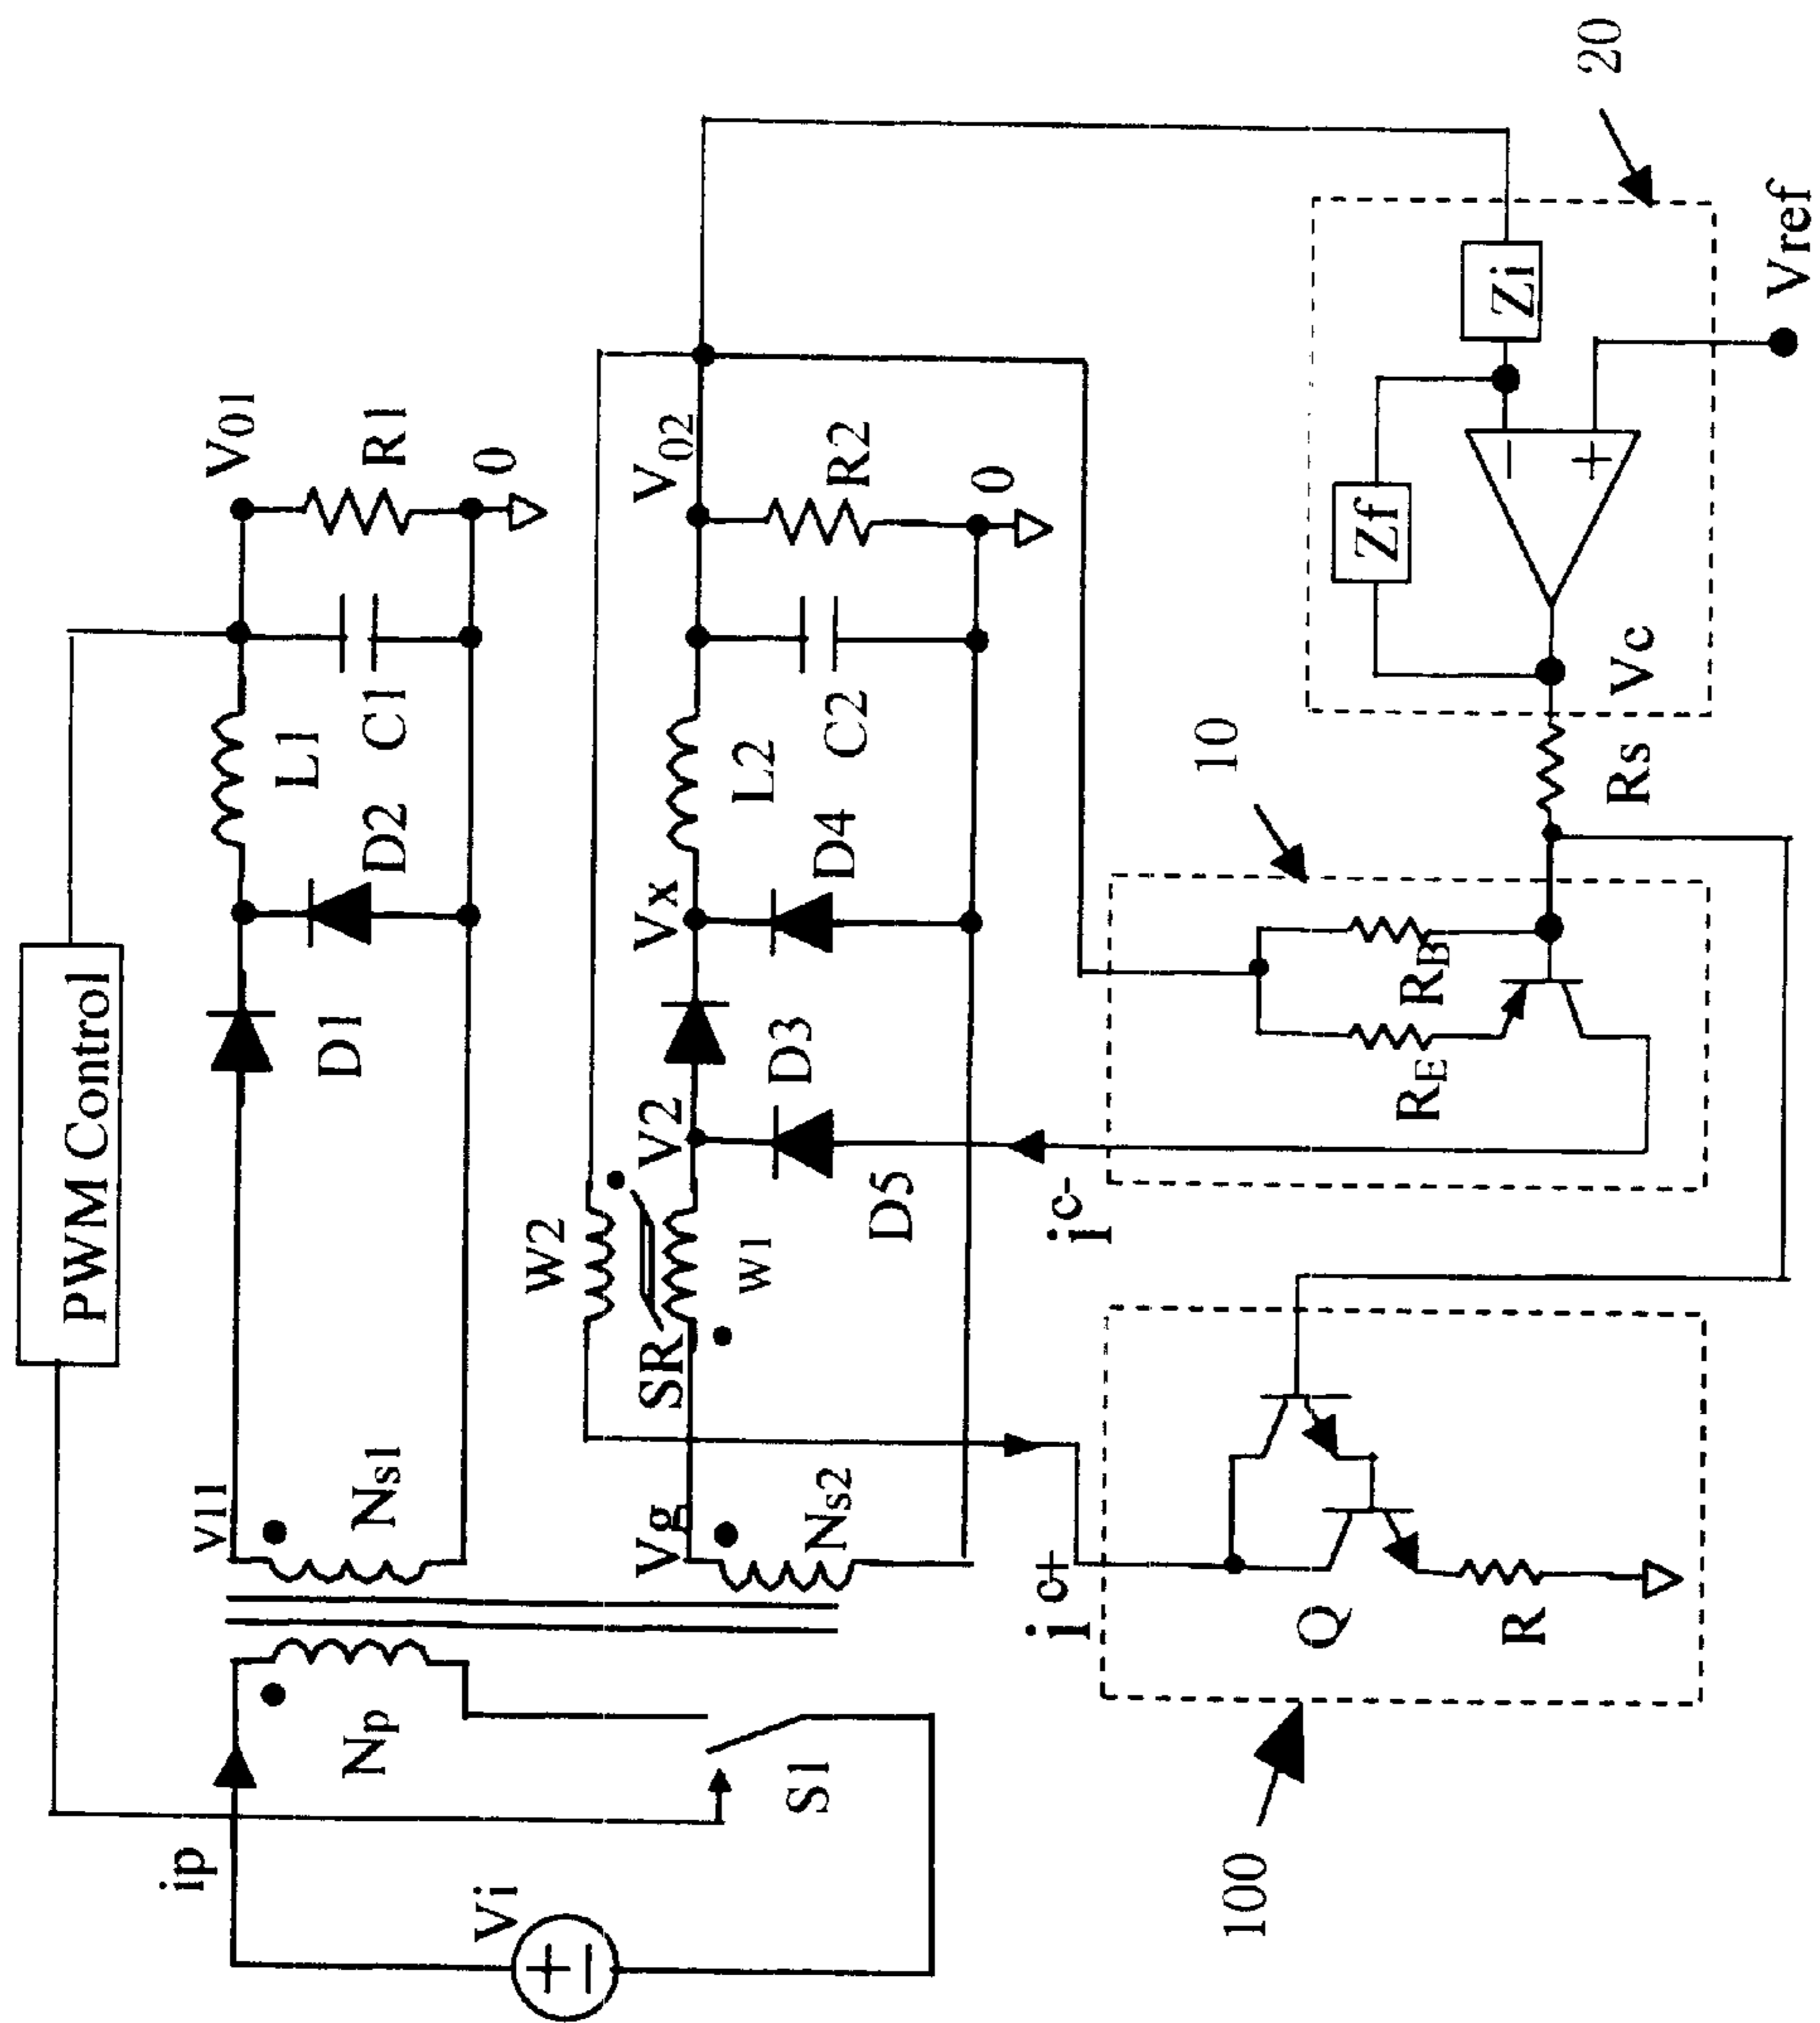 PWM Control
ip
Vi
Np
S1
V11
Ns1
D1
D2
L1
C1
V01
R1
0
Vg
Ns2
SR
W2
W1
V2
D5
D3
Vx
D4
L2
C2
V02
R2
0
ic+
ic-
100
Q
R
10
RE
RB
Rs
Vc
20
Zf
Zi
Vref